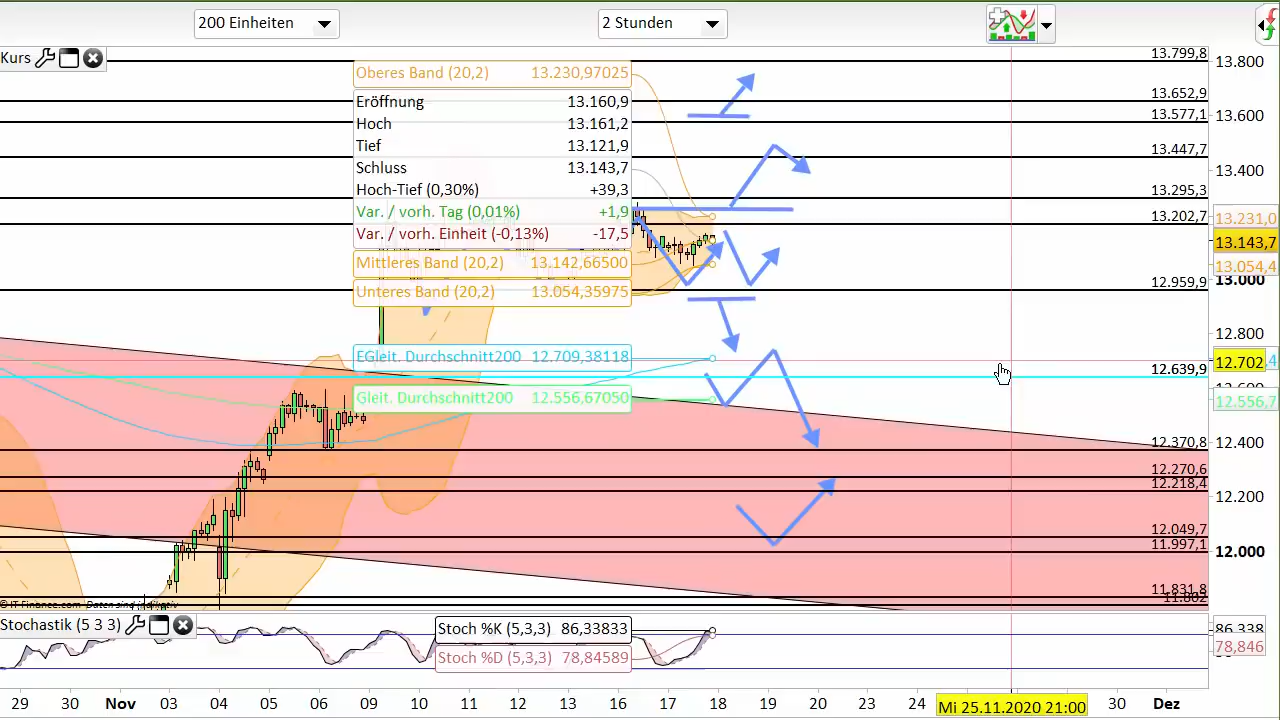 200 Einheiten
2 Stunden
Kurs
Oberes Band (20,2) 13.230,97025
Eröffnung 13.160,9
Hoch 13.161,2
Tief 13.121,9
Schluss 13.143,7
Hoch-Tief (0,30%) +39,3
Var. / vorh. Tag (0,01%) +1,9
Var. / vorh. Einheit (-0,13%) -17,5
Mittleres Band (20,2) 13.142,66500
Unteres Band (20,2) 13.054,35975
EGleit. Durchschnitt200 12.709,38118
Gleit. Durchschnitt200 12.556,67050
13.799,8
13.652,9
13.577,1
13.447,7
13.295,3
13.202,7
12.959,9
12.639,9
12.370,8
12.270,6
12.218,4
12.049,7
11.997,1
11.831,8
11.802
13.800
13.600
13.400
13.231,0
13.143,7
13.054,4
13.000
12.800
12.702
12.556,7
12.400
12.200
12.000
© IT-Finance.com Daten sind indikativ
Stochastik (5 3 3)
Stoch %K (5,3,3) 86,33833
Stoch %D (5,3,3) 78,84589
86,338
78,846
29 30 Nov 03 04 05 06 09 10 11 12 13 16 17 18 19 20 23 24 Mi 25.11.2020 21:00 30 Dez